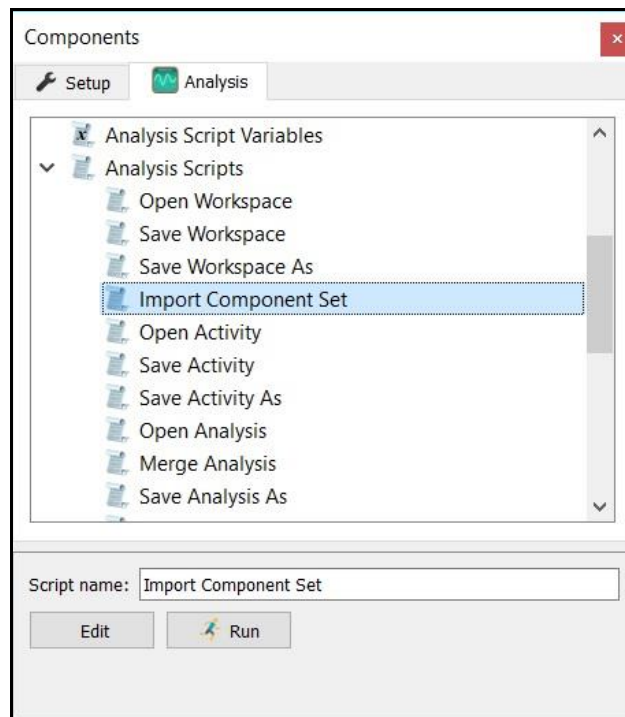 Components
Setup
Analysis
Analysis Script Variables
Analysis Scripts
Open Workspace
Save Workspace
Save Workspace As
Import Component Set
Open Activity
Save Activity
Save Activity As
Open Analysis
Merge Analysis
Save Analysis As
Script name: Import Component Set
Edit Run